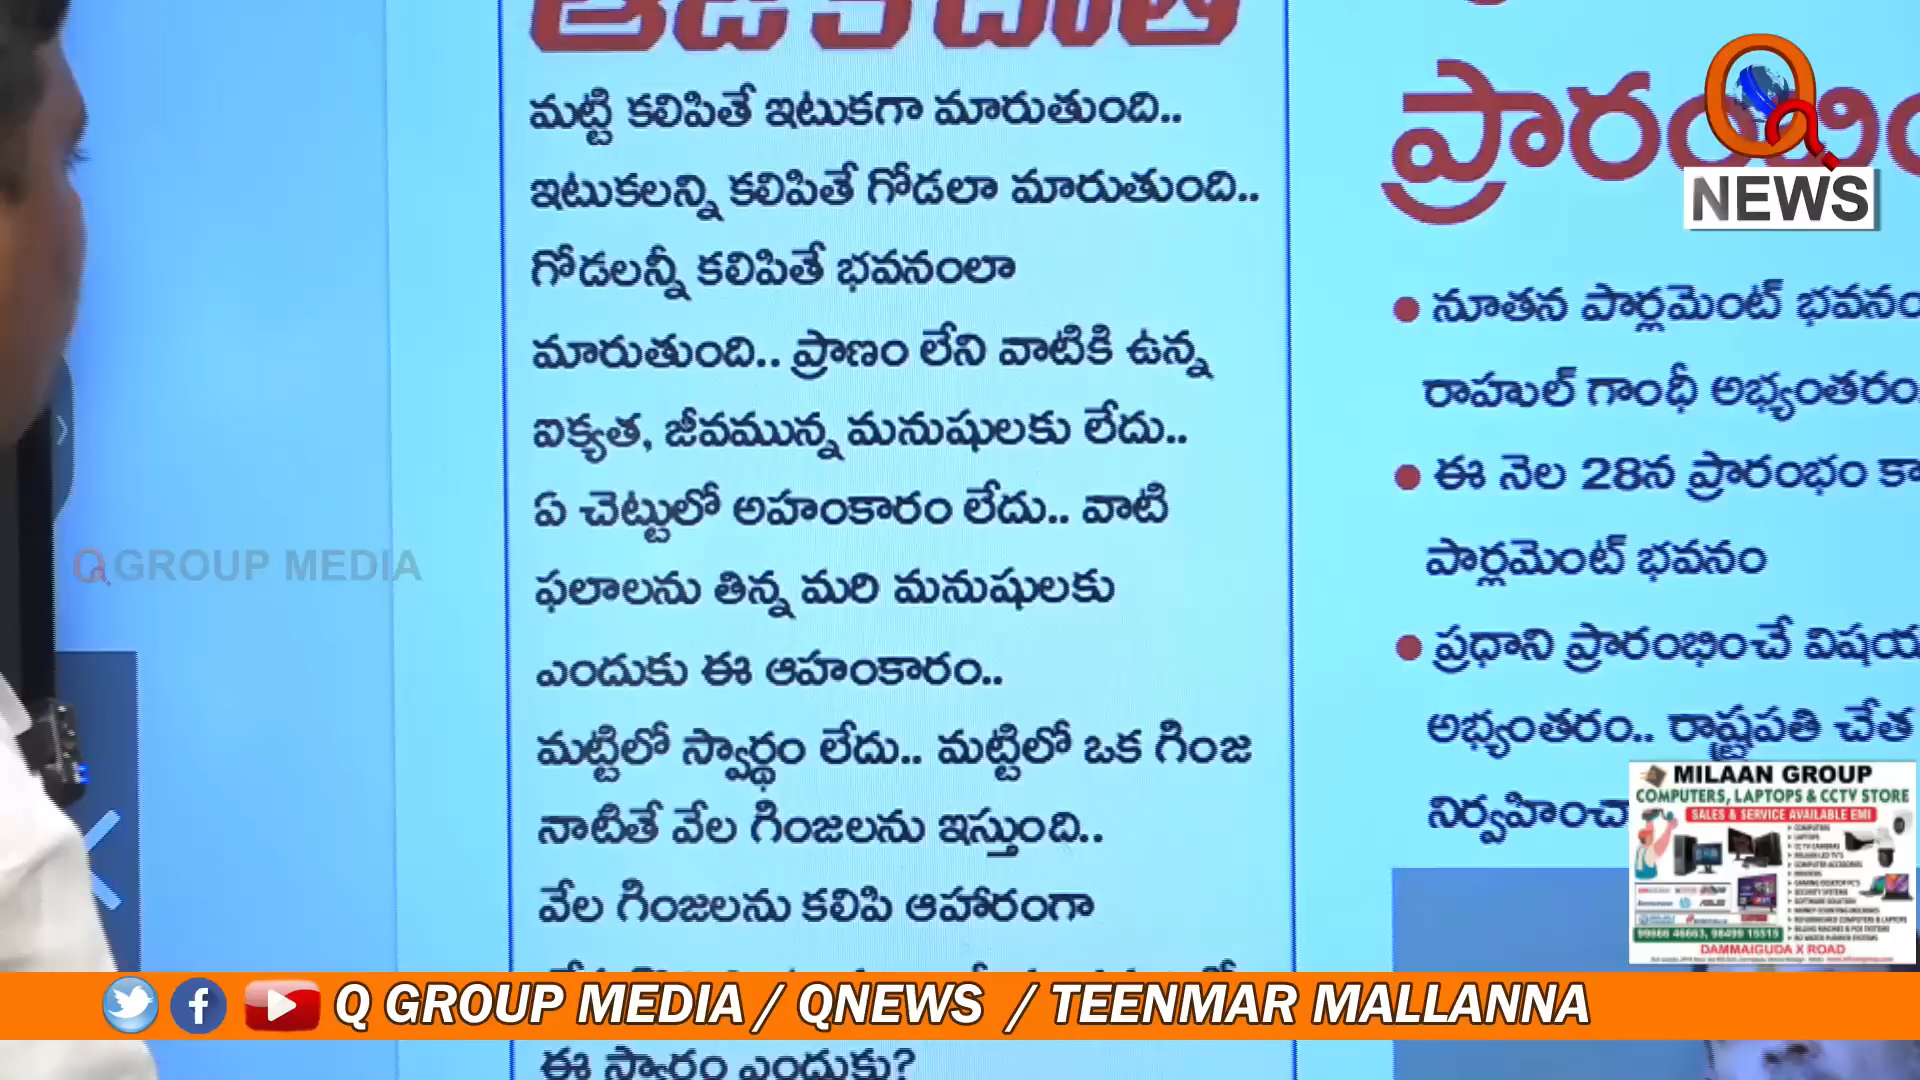 మట్టి కలిపితే ఇటుకగా మారుతుంది..
ఇటుకలన్ని కలిపితే గోడలా మారుతుంది..
గోడలన్నీ కలిపితే భవనంలా
మారుతుంది.. ప్రాణం లేని వాటికి ఉన్న
ఐక్యత, జీవమున్న మనుషులకు లేదు..
ఏ చెట్టులో అహంకారం లేదు.. వాటి
ఫలాలను తిన్న మరి మనుషులకు
ఎందుకు ఈ ఆహంకారం..
మట్టిలో స్వార్థం లేదు.. మట్టిలో ఒక గింజ
నాటితే వేల గింజలను ఇస్తుంది..
వేల గింజలను కలిపి ఆహారంగా
ఈ స్వార్థం ఎందుకు?
నూతన పార్లమెంట్ భవనం
రాహుల్ గాంధీ అభ్యంతరం
ఈ నెల 28న ప్రారంభం
పార్లమెంట్ భవనం
ప్రధాని ప్రారంభించే విషయ
అభ్యంతరం.. రాష్ట్రపతి చేత
Q NEWS
Q GROUP MEDIA
MILAAN GROUP
COMPUTERS, LAPTOPS & CCTV STORE
SALES & SERVICE AVAILABLE EMI
DAMMAIGUDA X ROAD
Q GROUP MEDIA / QNEWS / TEENMAR MALLANNA